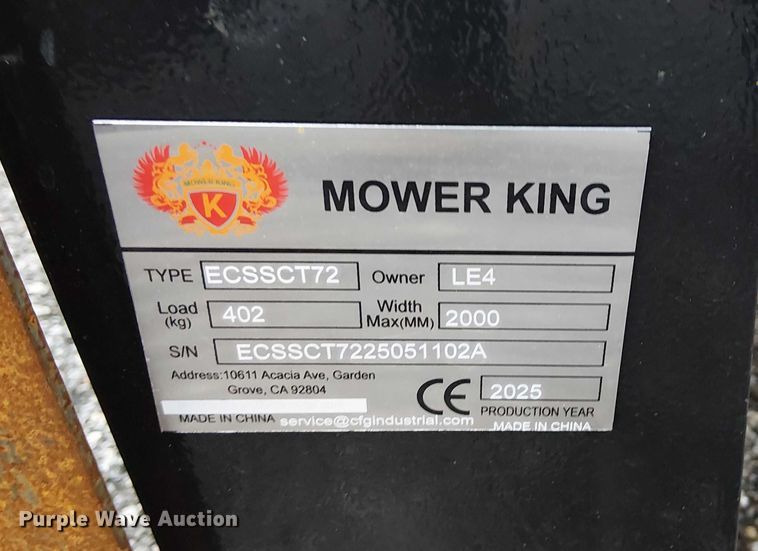 MOWER KING
K
MOWER KING
TYPE ECSSCT72 Owner LE4
Load (kg) 402 Width Max(MM) 2000
S/N ECSSCT7225051102A
Address:10611 Acacia Ave, Garden
Grove, CA 92804
CE 2025
PRODUCTION YEAR
MADE IN CHINA service@cfgindustrial.com MADE IN CHINA
Purple Wave Auction